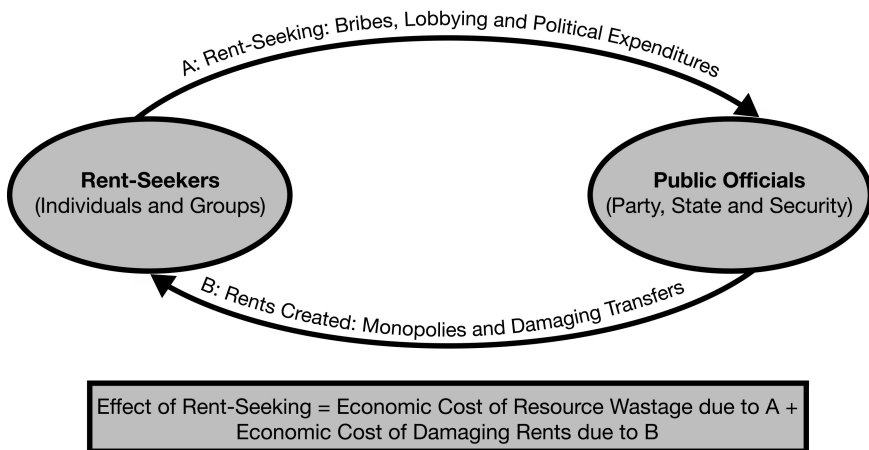 A: Rent-Seeking: Bribes, Lobbying and Political Expenditures
Rent-Seekers
(Individuals and Groups)
Public Officials
(Party, State and Security)
B: Rents Created: Monopolies and Damaging Transfers
Effect of Rent-Seeking = Economic Cost of Resource Wastage due to A +
Economic Cost of Damaging Rents due to B